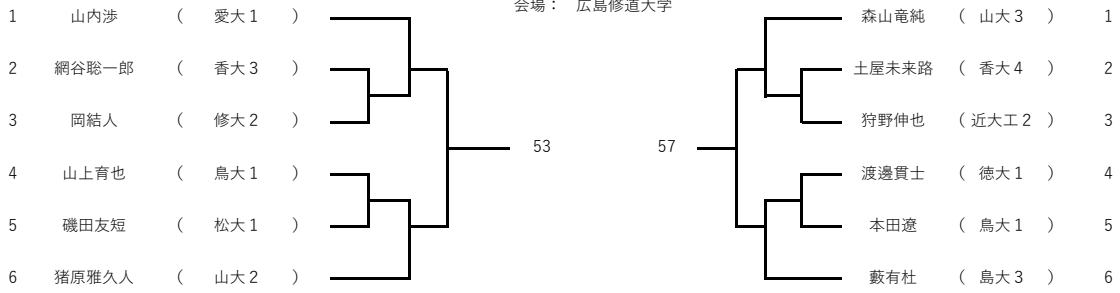 会場： 広島修道大学
1 山内渉 （ 愛大１ ）
2 網谷聡一郎 （ 香大３ ）
3 岡結人 （ 修大２ ）
4 山上育也 （ 鳥大１ ）
5 磯田友短 （ 松大１ ）
6 猪原雅久人 （ 山大２ ）
53
57
森山竜純 （ 山大３ ） 1
土屋未来路 （ 香大４ ） 2
狩野伸也 （ 近大工２ ） 3
渡邊貫士 （ 徳大１ ） 4
本田遼 （ 鳥大１ ） 5
藪有杜 （ 島大３ ） 6